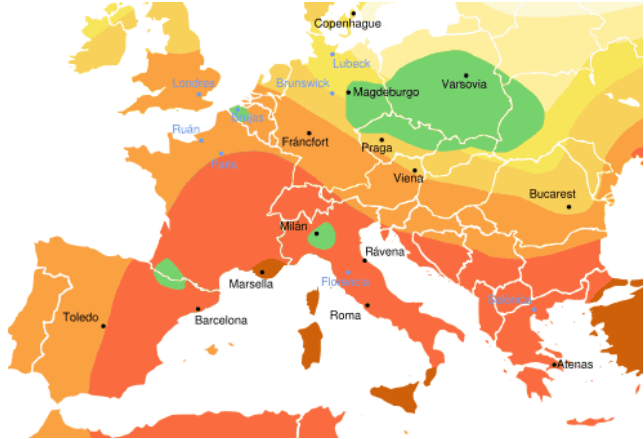 Copenhague
Lubeck
Londres
Brunswick
Magdeburgo
Varsovia
Brujas
Ruán
Fráncfort
Praga
París
Viena
Bucarest
Milán
Rávena
Marsella
Florencia
Toledo
Barcelona
Roma
Salónica
Atenas